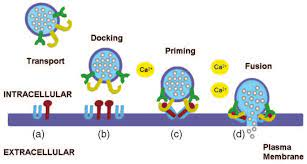 Docking
Transport
Priming
Fusion
Ca²⁺
Ca²⁺
Ca²⁺
INTRACELLULAR
(a) (b) (c) (d)
EXTRACELLULAR
Plasma
Membrane